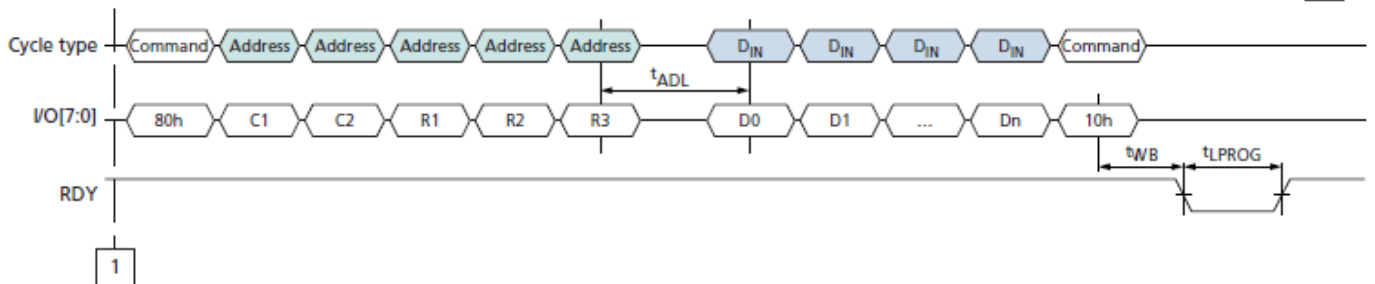 Cycle type Command Address Address Address Address Address DIN DIN DIN DIN Command
tADL
I/O[7:0] 80h C1 C2 R1 R2 R3 D0 D1 ... Dn 10h
tWB tLPROG
RDY
1